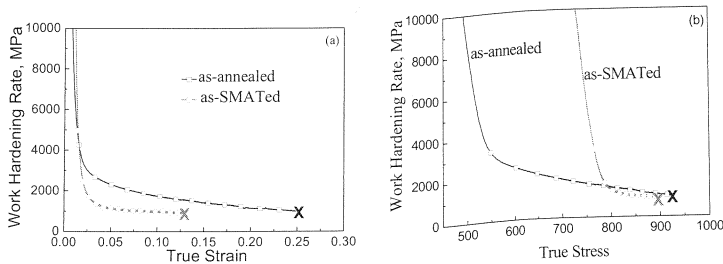 Work Hardening Rate, MPa
10000
8000
6000
4000
2000
0
(a)
as-annealed
as-SMATed
X
X
0.00
0.05
0.10
0.15
0.20
0.25
0.30
True Strain
Work Hardening Rate, MPa
10000
8000
6000
4000
2000
0
(b)
as-annealed
as-SMATed
X
X
500
600
700
800
900
1000
True Stress